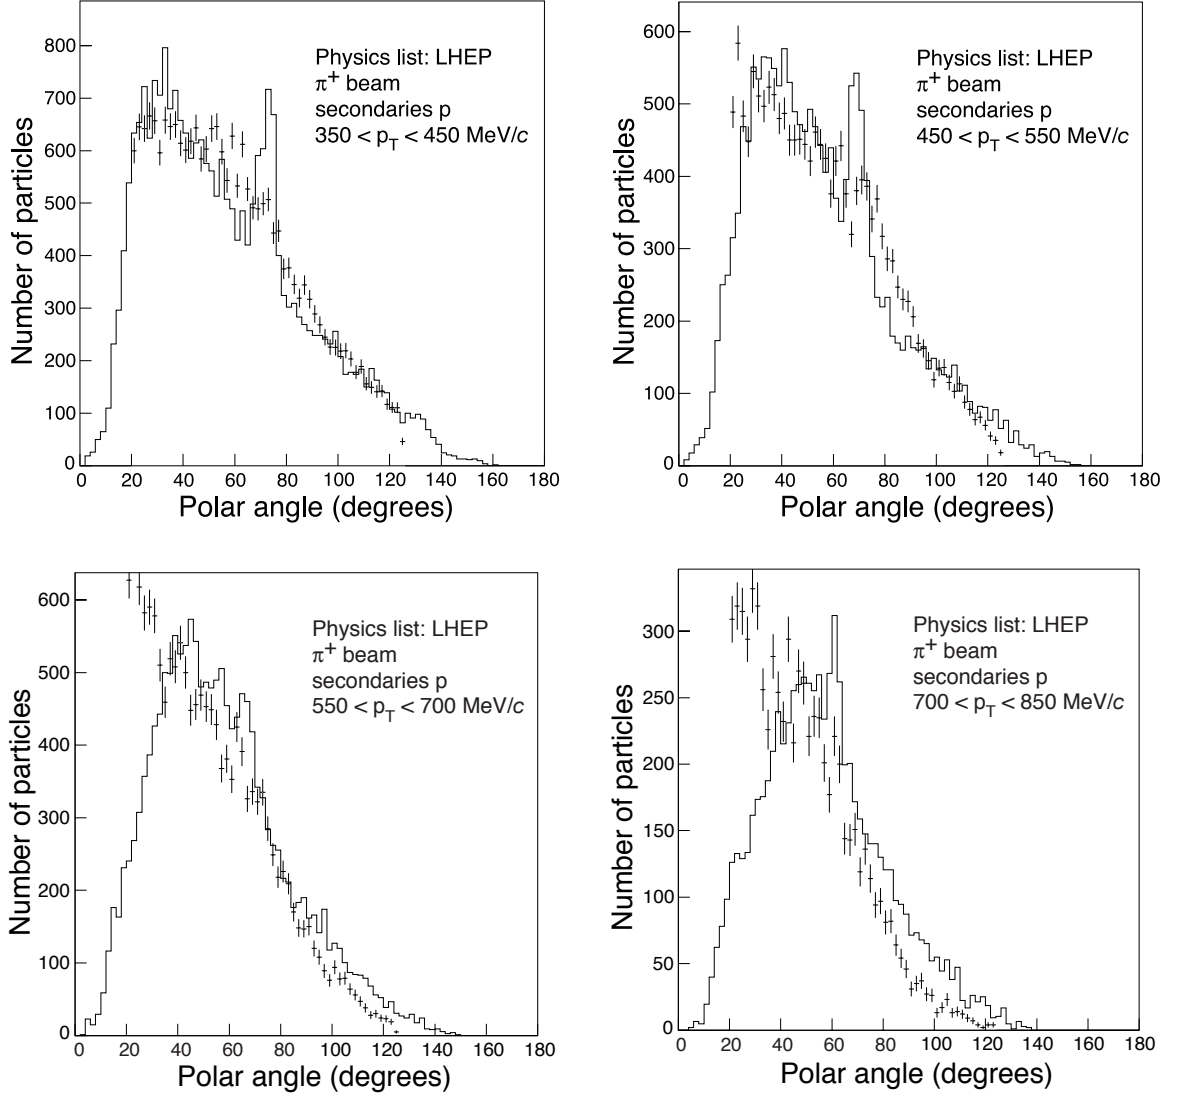 Number of particles
800
700
600
500
400
300
200
100
0
Physics list: LHEP
π⁺ beam
secondaries p
350 < p_T < 450 MeV/c
0 20 40 60 80 100 120 140 160 180
Polar angle (degrees)
Number of particles
600
500
400
300
200
100
0
Physics list: LHEP
π⁺ beam
secondaries p
450 < p_T < 550 MeV/c
0 20 40 60 80 100 120 140 160 180
Polar angle (degrees)
Number of particles
600
500
400
300
200
100
0
Physics list: LHEP
π⁺ beam
secondaries p
550 < p_T < 700 MeV/c
0 20 40 60 80 100 120 140 160 180
Polar angle (degrees)
Number of particles
300
250
200
150
100
50
0
Physics list: LHEP
π⁺ beam
secondaries p
700 < p_T < 850 MeV/c
0 20 40 60 80 100 120 140 160 180
Polar angle (degrees)